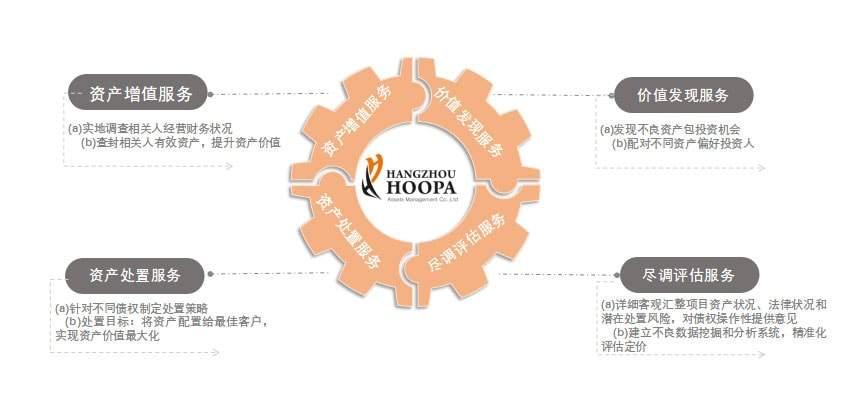 资产增值服务
(a)实地调查相关人经营财务状况
(b)查封相关人有效资产，提升资产价值
价值发现服务
(a)发现不良资产包投资机会
(b)配对不同资产偏好投资人
资产增值服务
价值发现服务
HANGZHOU
HOOPA
Assets Management Co.,Ltd
资产处置服务
尽调评估服务
资产处置服务
(a)针对不同债权制定处置策略
(b)处置目标：将资产配置给最佳客户，
实现资产价值最大化
尽调评估服务
(a)详细客观汇整项目资产状况、法律状况和
潜在处置风险，对债权操作性提供意见
(b)建立不良数据挖掘和分析系统，精准化
评估定价